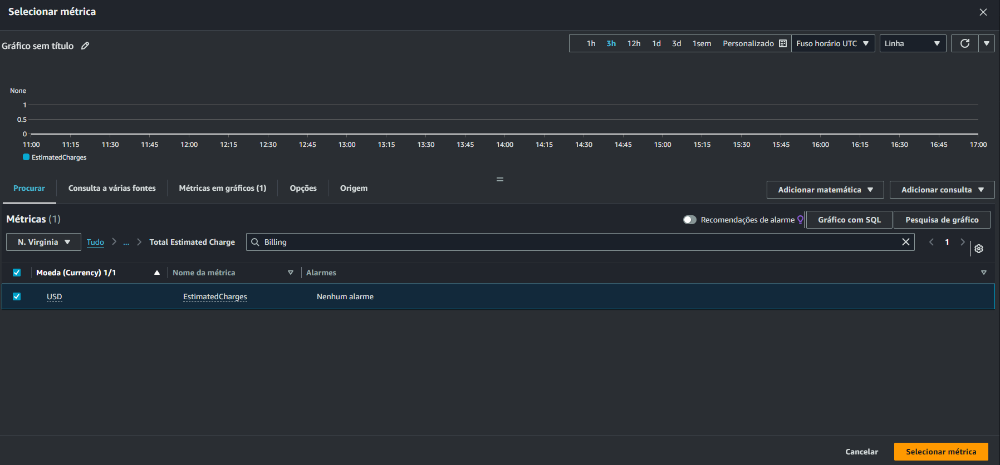 Selecionar métrica
Gráfico sem título
1h 3h 12h 1d 3d 1sem Personalizado Fuso horário UTC Linha
None
1
0.5
0
11:00 11:15 11:30 11:45 12:00 12:15 12:30 12:45 13:00 13:15 13:30 13:45 14:00 14:15 14:30 14:45 15:00 15:15 15:30 15:45 16:00 16:15 16:30 16:45 17:00
EstimatedCharges
Procurar Consulta a várias fontes Métricas em gráficos (1) Opções Origem Adicionar matemática Adicionar consulta
Métricas (1) Recomendações de alarme Gráfico com SQL Pesquisa de gráfico
N. Virginia Tudo ... Total Estimated Charge Billing 1
Moeda (Currency) 1/1 Nome da métrica Alarmes
USD EstimatedCharges Nenhum alarme
Cancelar Selecionar métrica